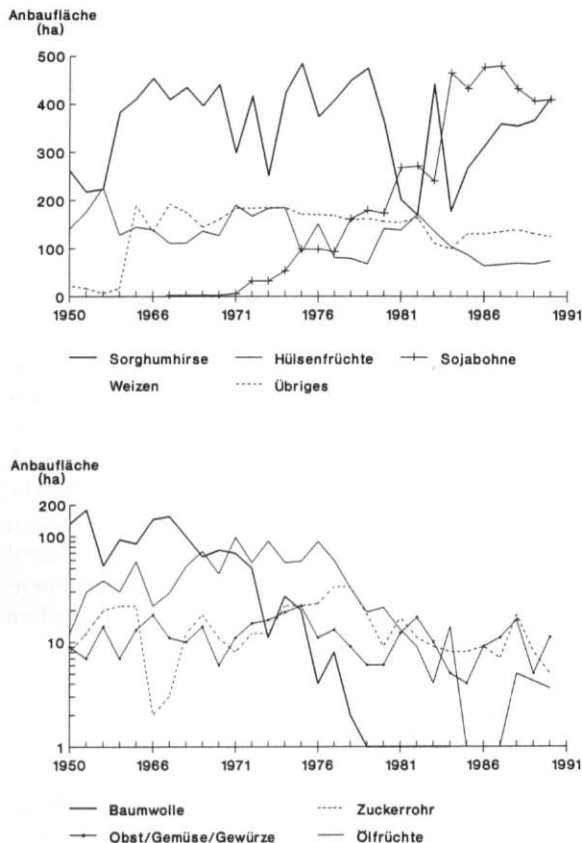 Anbaufläche
(ha)
500
400
300
200
100
0
1950 1966 1971 1976 1981 1986 1991
Sorghumhirse Hülsenfrüchte Sojabohne
Weizen Übriges
Anbaufläche
(ha)
200
100
10
1
1950 1966 1971 1976 1981 1986 1991
Baumwolle Zuckerrohr
Obst/Gemüse/Gewürze Ölfrüchte